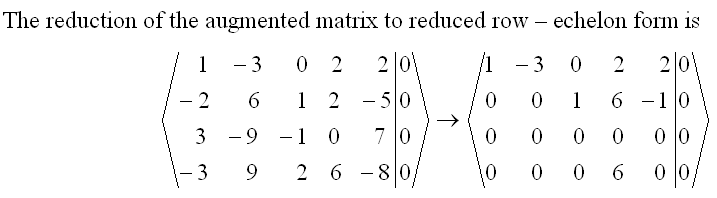 The reduction of the augmented matrix to reduced row – echelon form is
⟨ 1 – 3 0 2 2 | 0 ⟩ ⟨ 1 – 3 0 2 2 | 0 ⟩
⟨ – 2 6 1 2 – 5 | 0 ⟩ → ⟨ 0 0 1 6 – 1 | 0 ⟩
⟨ 3 – 9 – 1 0 7 | 0 ⟩ ⟨ 0 0 0 0 0 | 0 ⟩
⟨ – 3 9 2 6 – 8 | 0 ⟩ ⟨ 0 0 0 6 0 | 0 ⟩